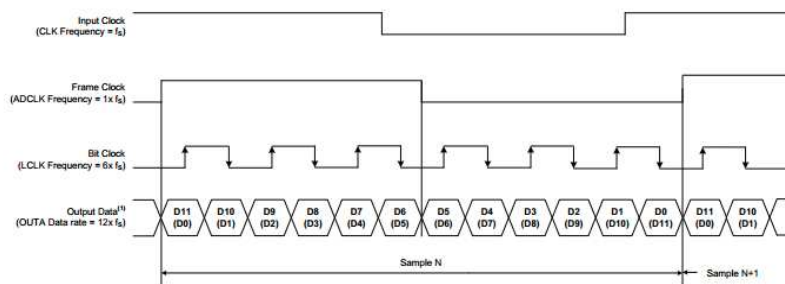 Input Clock
(CLK Frequency = fS)
Frame Clock
(ADCLK Frequency = 1x fS)
Bit Clock
(LCLK Frequency = 6x fS)
Output Data(1)
(OUTA Data rate = 12x fS)
D11 D10 D9 D8 D7 D6 D5 D4 D3 D2 D1 D0 D11 D10
(D0) (D1) (D2) (D3) (D4) (D5) (D6) (D7) (D8) (D9) (D10) (D11) (D0) (D1)
Sample N
Sample N+1